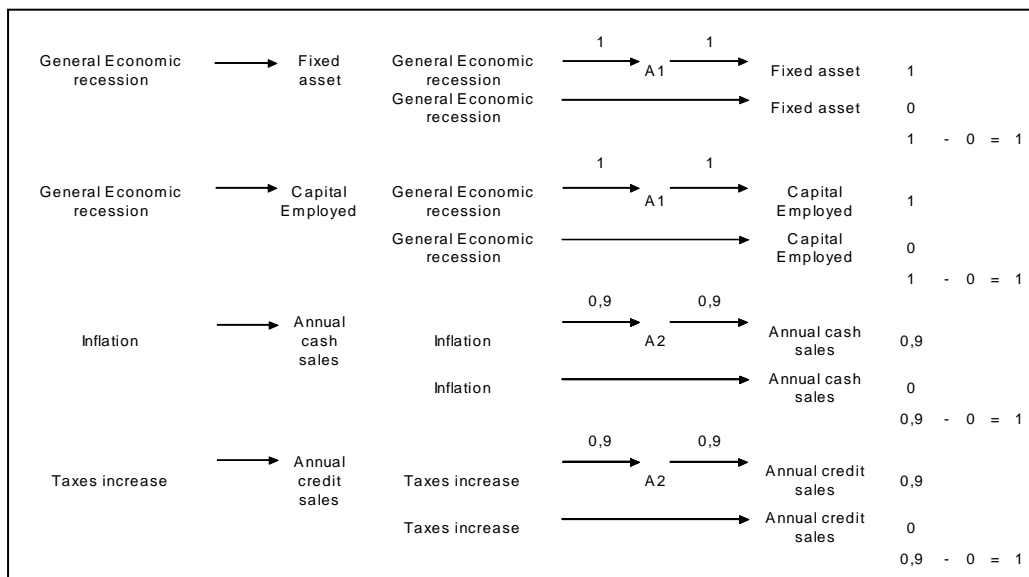 1 1
General Economic recession Fixed asset General Economic recession A1 Fixed asset 1
General Economic recession Fixed asset 0
1 - 0 = 1
1 1
General Economic recession Capital Employed General Economic recession A1 Capital Employed 1
General Economic recession Capital Employed 0
1 - 0 = 1
0,9 0,9
Inflation Annual cash sales Inflation A2 Annual cash sales 0,9
Inflation Annual cash sales 0
0,9 - 0 = 1
0,9 0,9
Taxes increase Annual credit sales Taxes increase A2 Annual credit sales 0,9
Taxes increase Annual credit sales 0
0,9 - 0 = 1